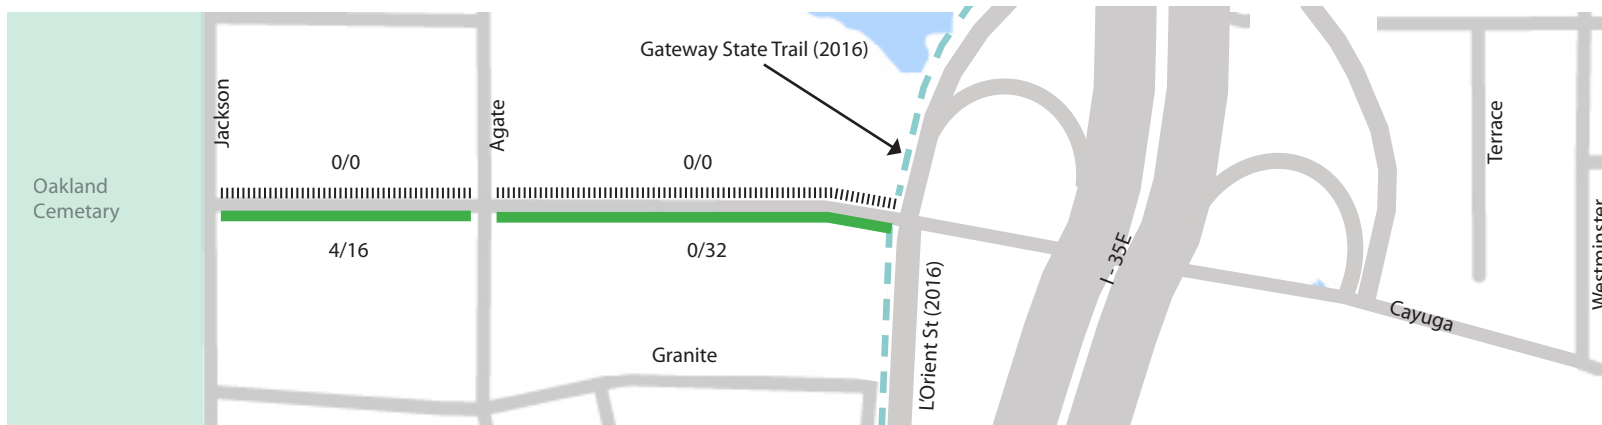 Gateway State Trail (2016)
Jackson
Agate
Terrace
0/0
0/0
Oakland
Cemetary
Westminster
4/16
0/32
I - 35E
L'Orient St (2016)
Cayuga
Granite